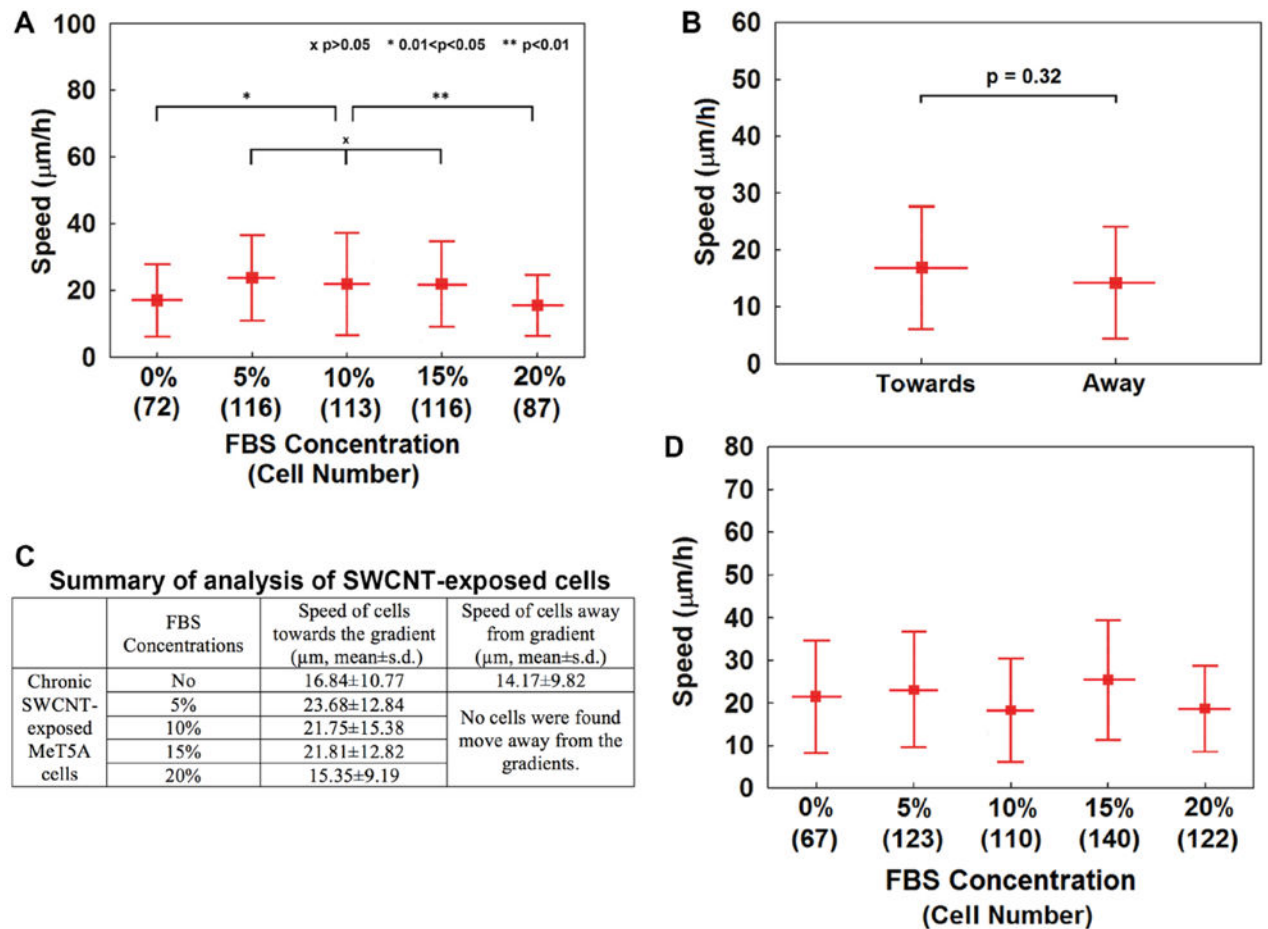 A
x p>0.05 * 0.01<p<0.05 ** p<0.01
*
**
x
Speed (μm/h)
100
80
60
40
20
0
0% 5% 10% 15% 20%
(72) (116) (113) (116) (87)
FBS Concentration
(Cell Number)
B
p = 0.32
Speed (μm/h)
60
50
40
30
20
10
0
Towards Away
C
Summary of analysis of SWCNT-exposed cells
FBS Concentrations
Speed of cells towards the gradient (μm, mean±s.d.)
Speed of cells away from gradient (μm, mean±s.d.)
Chronic SWCNT-exposed MeT5A cells
No 16.84±10.77 14.17±9.82
5% 23.68±12.84
10% 21.75±15.38
15% 21.81±12.82
20% 15.35±9.19
No cells were found move away from the gradients.
D
Speed (μm/h)
80
70
60
50
40
30
20
10
0
0% 5% 10% 15% 20%
(67) (123) (110) (140) (122)
FBS Concentration
(Cell Number)